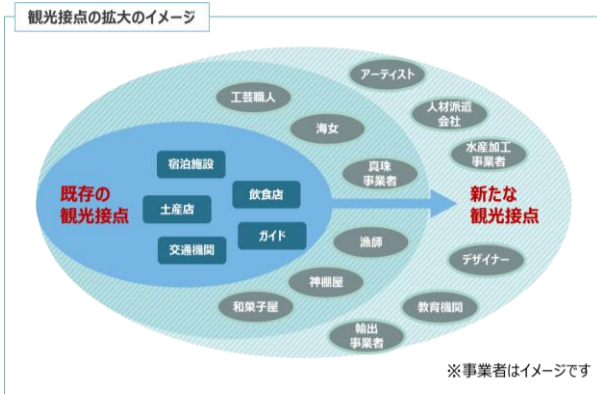 観光接点の拡大のイメージ
アーティスト
工芸職人
人材派遣
会社
海女
水産加工
事業者
宿泊施設
真珠
事業者
既存の
観光接点
飲食店
新たな
観光接点
土産店
ガイド
漁師
交通機関
デザイナー
神棚屋
和菓子屋
教育機関
輸出
事業者
※事業者はイメージです